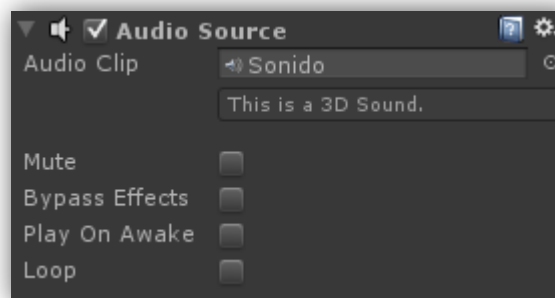 Audio Source
Audio Clip Sonido
This is a 3D Sound.
Mute
Bypass Effects
Play On Awake
Loop